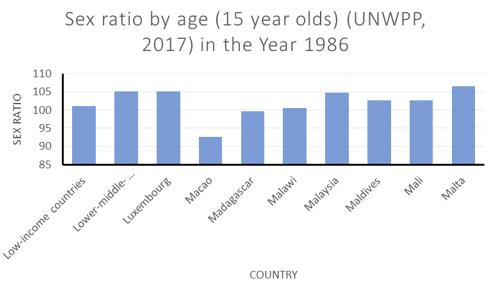 Sex ratio by age (15 year olds) (UNWPP,
2017) in the Year 1986
SEX RATIO
110
105
100
95
90
85
Low-income countries
Lower-middle-...
Luxembourg
Macao
Madagascar
Malawi
Malaysia
Maldives
Mali
Malta
COUNTRY